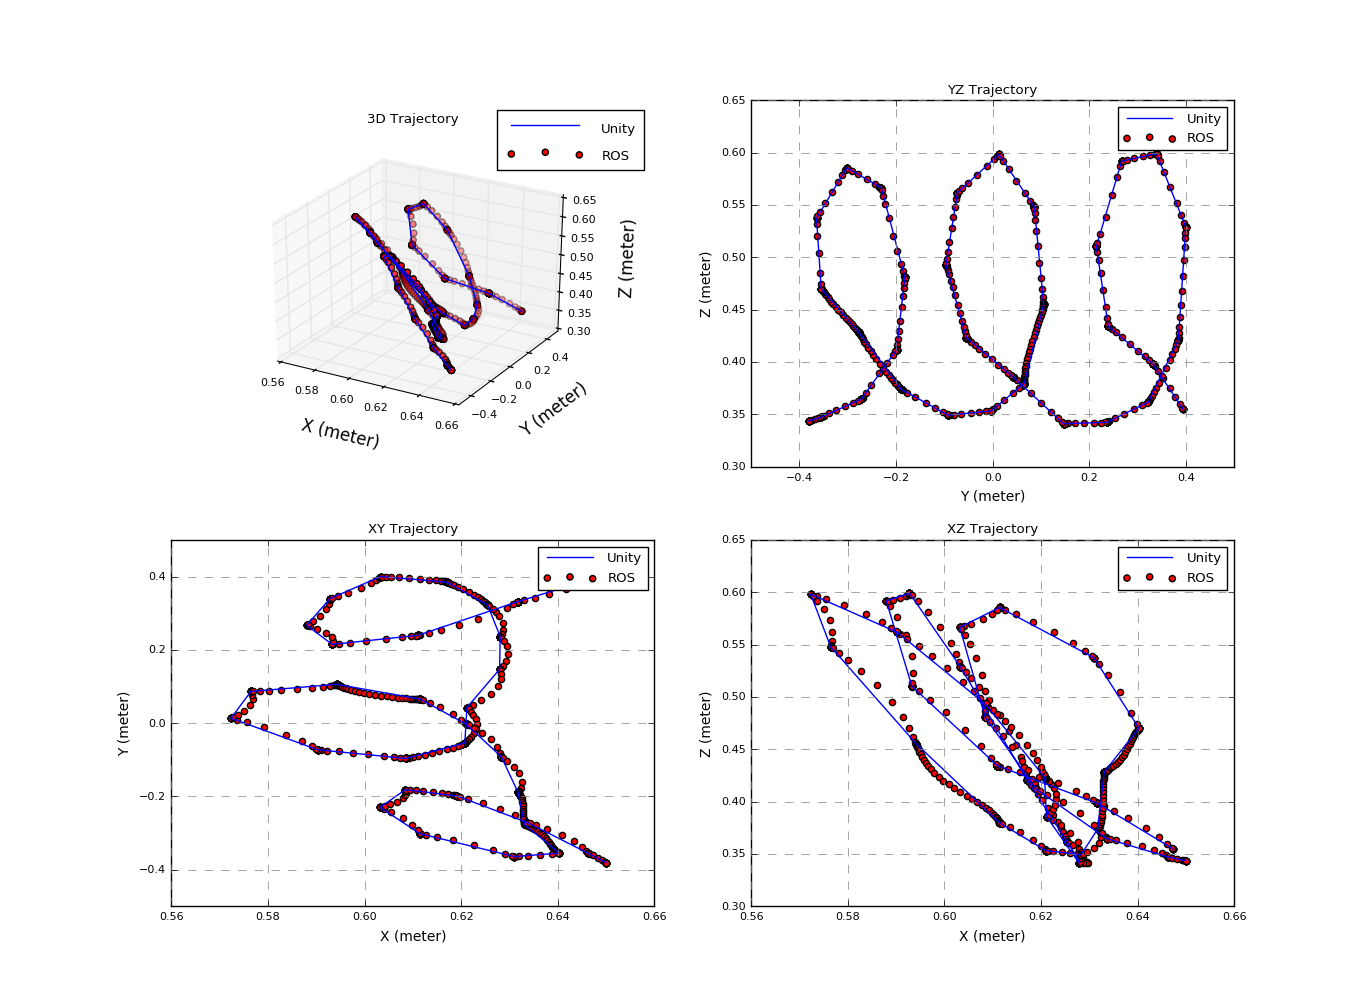 3D Trajectory
Unity
ROS
0.65
0.60
0.55
0.50
0.45
0.40
0.35
0.30
Z (meter)
0.56
0.58
0.60
0.62
0.64
0.66
X (meter)
−0.4
−0.2
0.0
0.2
0.4
Y (meter)
YZ Trajectory
Unity
ROS
0.65
0.60
0.55
0.50
0.45
0.40
0.35
0.30
Z (meter)
−0.4 −0.2 0.0 0.2 0.4
Y (meter)
XY Trajectory
Unity
ROS
0.4
0.2
0.0
−0.2
−0.4
Y (meter)
0.56 0.58 0.60 0.62 0.64 0.66
X (meter)
XZ Trajectory
Unity
ROS
0.65
0.60
0.55
0.50
0.45
0.40
0.35
0.30
Z (meter)
0.56 0.58 0.60 0.62 0.64 0.66
X (meter)